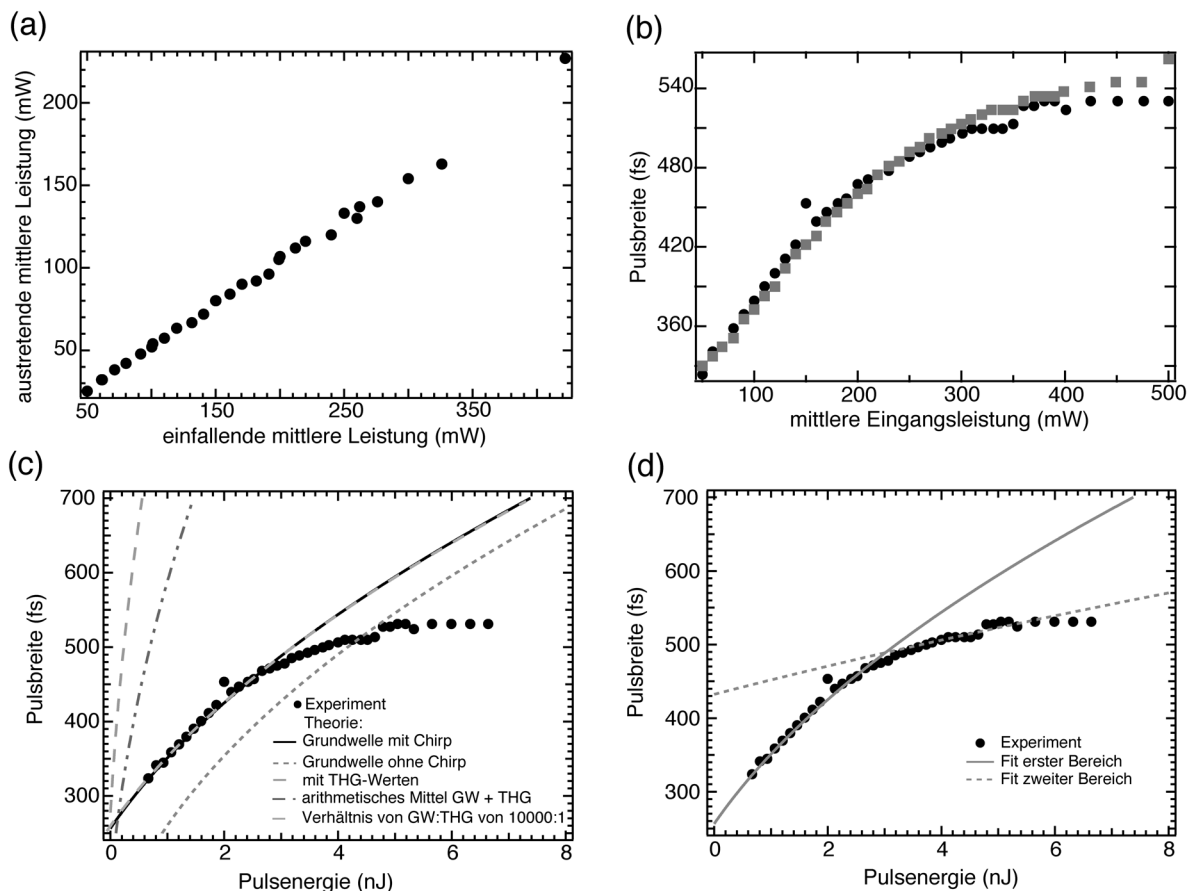 (a)
austretende mittlere Leistung (mW)
200
150
100
50
50
150
250
350
einfallende mittlere Leistung (mW)
(b)
Pulsbreite (fs)
540
480
420
360
100
200
300
400
500
mittlere Eingangsleistung (mW)
(c)
Pulsbreite (fs)
700
600
500
400
300
Experiment
Theorie:
Grundwelle mit Chirp
Grundwelle ohne Chirp
mit THG-Werten
arithmetisches Mittel GW + THG
Verhältnis von GW:THG von 10000:1
0
2
4
6
8
Pulsenergie (nJ)
(d)
Pulsbreite (fs)
700
600
500
400
300
Experiment
Fit erster Bereich
Fit zweiter Bereich
0
2
4
6
8
Pulsenergie (nJ)